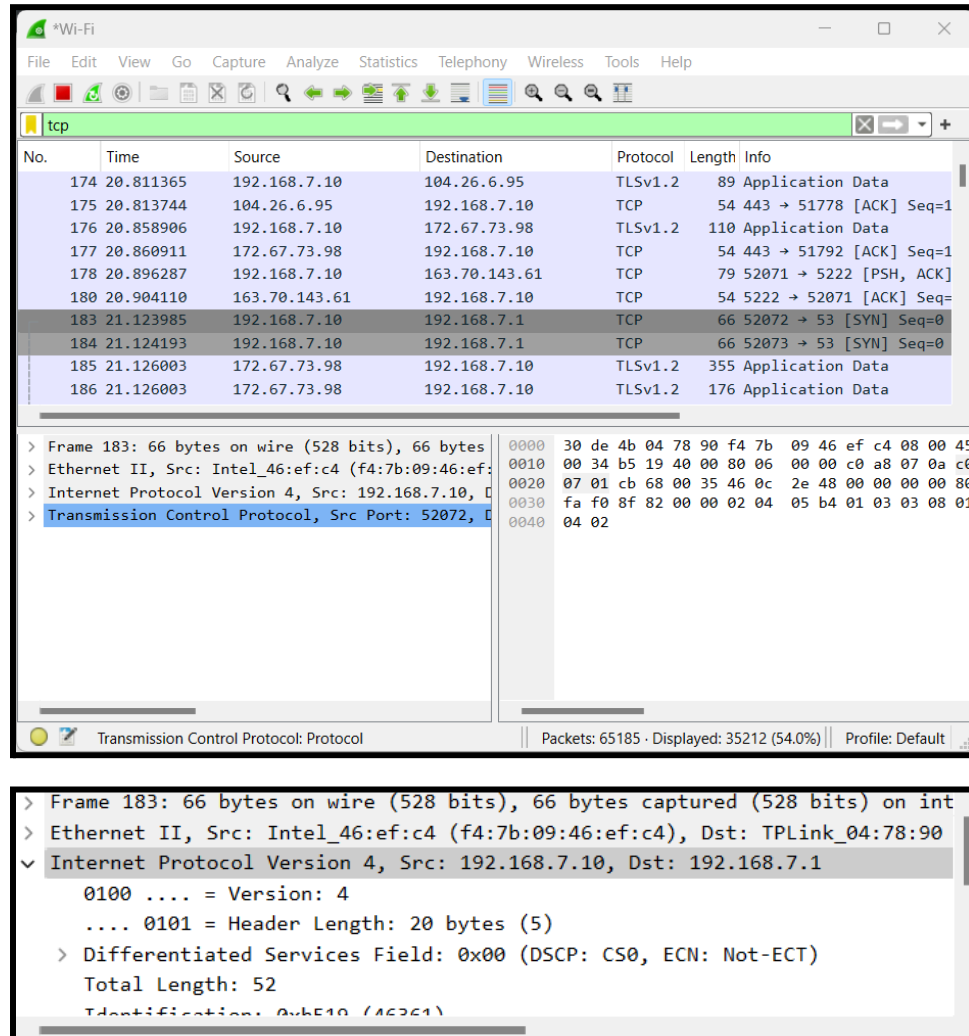 *Wi-Fi
File Edit View Go Capture Analyze Statistics Telephony Wireless Tools Help
tcp
No. Time Source Destination Protocol Length Info
174 20.811365 192.168.7.10 104.26.6.95 TLSv1.2 89 Application Data
175 20.813744 104.26.6.95 192.168.7.10 TCP 54 443 → 51778 [ACK] Seq=1
176 20.858906 192.168.7.10 172.67.73.98 TLSv1.2 110 Application Data
177 20.860911 172.67.73.98 192.168.7.10 TCP 54 443 → 51792 [ACK] Seq=1
178 20.896287 192.168.7.10 163.70.143.61 TCP 79 52071 → 5222 [PSH, ACK]
180 20.904110 163.70.143.61 192.168.7.10 TCP 54 5222 → 52071 [ACK] Seq=
183 21.123985 192.168.7.10 192.168.7.1 TCP 66 52072 → 53 [SYN] Seq=0
184 21.124193 192.168.7.10 192.168.7.1 TCP 66 52073 → 53 [SYN] Seq=0
185 21.126003 172.67.73.98 192.168.7.10 TLSv1.2 355 Application Data
186 21.126003 172.67.73.98 192.168.7.10 TLSv1.2 176 Application Data
> Frame 183: 66 bytes on wire (528 bits), 66 bytes
> Ethernet II, Src: Intel_46:ef:c4 (f4:7b:09:46:ef:
> Internet Protocol Version 4, Src: 192.168.7.10, D
> Transmission Control Protocol, Src Port: 52072, D
0000 30 de 4b 04 78 90 f4 7b 09 46 ef c4 08 00 45
0010 00 34 b5 19 40 00 80 06 00 00 c0 a8 07 0a c0
0020 07 01 cb 68 00 35 46 0c 2e 48 00 00 00 00 80
0030 fa f0 8f 82 00 00 02 04 05 b4 01 03 03 08 01
0040 04 02
Transmission Control Protocol: Protocol
Packets: 65185 · Displayed: 35212 (54.0%)
Profile: Default
> Frame 183: 66 bytes on wire (528 bits), 66 bytes captured (528 bits) on int
> Ethernet II, Src: Intel_46:ef:c4 (f4:7b:09:46:ef:c4), Dst: TPLink_04:78:90
Internet Protocol Version 4, Src: 192.168.7.10, Dst: 192.168.7.1
0100 .... = Version: 4
.... 0101 = Header Length: 20 bytes (5)
> Differentiated Services Field: 0x00 (DSCP: CS0, ECN: Not-ECT)
Total Length: 52
Identification: 0xb519 (46361)